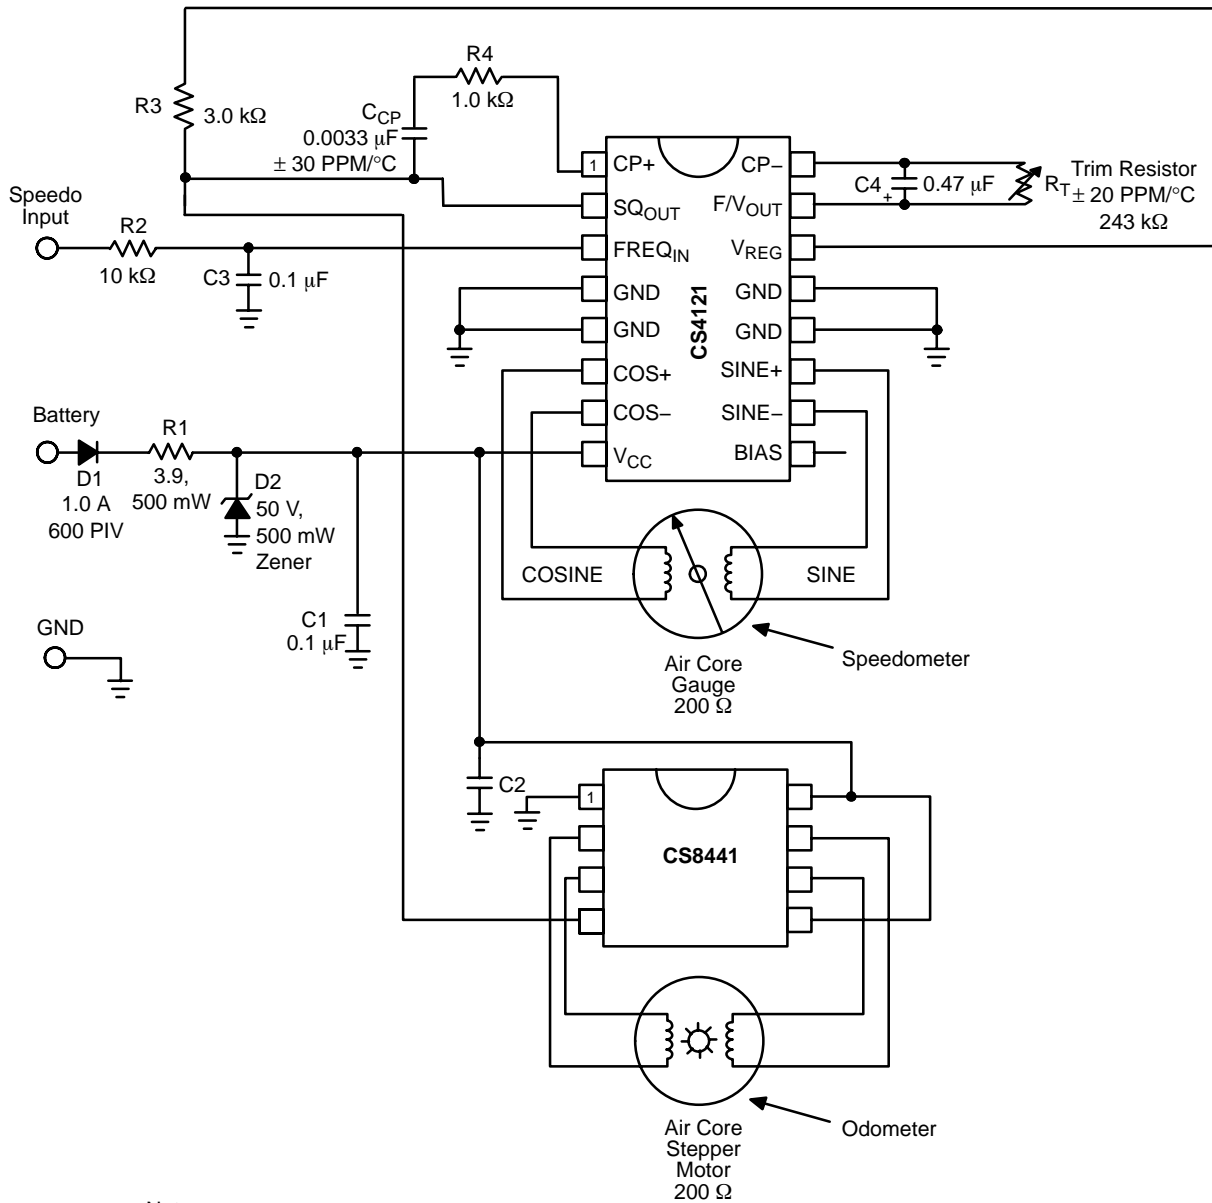 R4
1.0 kΩ
R3
3.0 kΩ
C_CP
0.0033 μF
± 30 PPM/°C
Speedo
Input
R2
10 kΩ
C3
0.1 μF
1
CP+
SQ_OUT
FREQ_IN
GND
GND
COS+
COS–
V_CC
CS4121
CP–
F/V_OUT
V_REG
GND
GND
SINE+
SINE–
BIAS
C4
+
0.47 μF
Trim Resistor
R_T ± 20 PPM/°C
243 kΩ
Battery
D1
1.0 A
600 PIV
R1
3.9,
500 mW
D2
50 V,
500 mW
Zener
C1
0.1 μF
GND
COSINE
SINE
Speedometer
Air Core
Gauge
200 Ω
C2
1
CS8441
Odometer
Air Core
Stepper
Motor
200 Ω